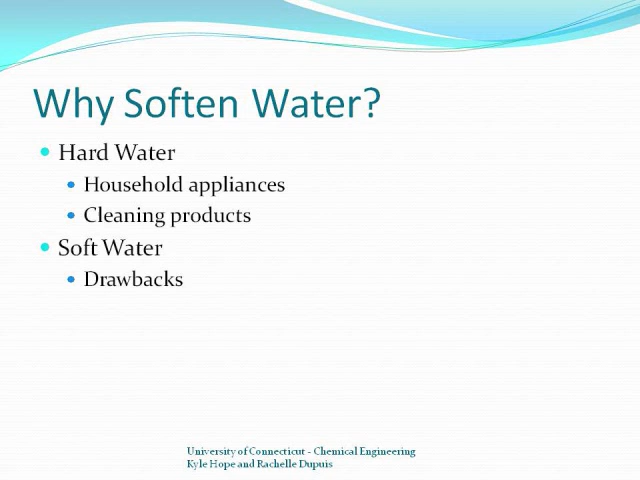 Why Soften Water?
Hard Water
Household appliances
Cleaning products
Soft Water
Drawbacks
University of Connecticut - Chemical Engineering
Kyle Hope and Rachelle Dupuis